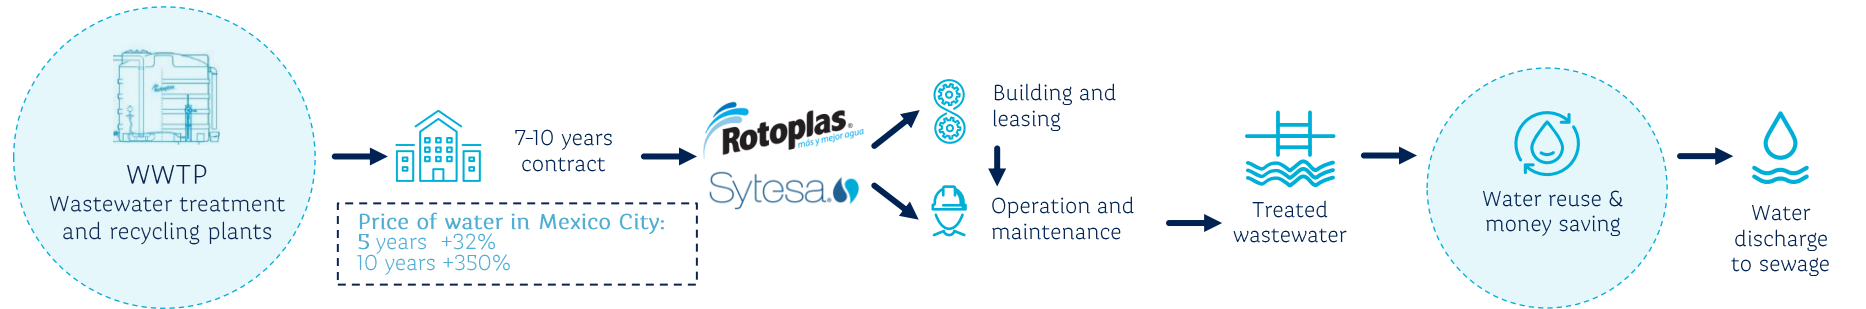 Rotoplas
WWTP
Wastewater treatment
and recycling plants
7-10 years
contract
Price of water in Mexico City:
5 years +32%
10 years +350%
Rotoplas®
más y mejor agua
Sytesa®
Building and
leasing
Operation and
maintenance
Treated
wastewater
Water reuse &
money saving
Water
discharge
to sewage